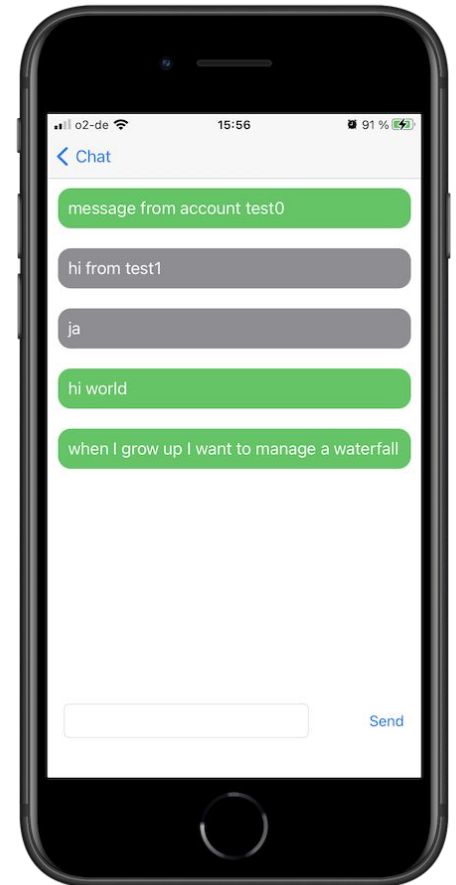 o2-de 15:56 91 %
Chat
message from account test0
hi from test1
ja
hi world
when I grow up I want to manage a waterfall
Send